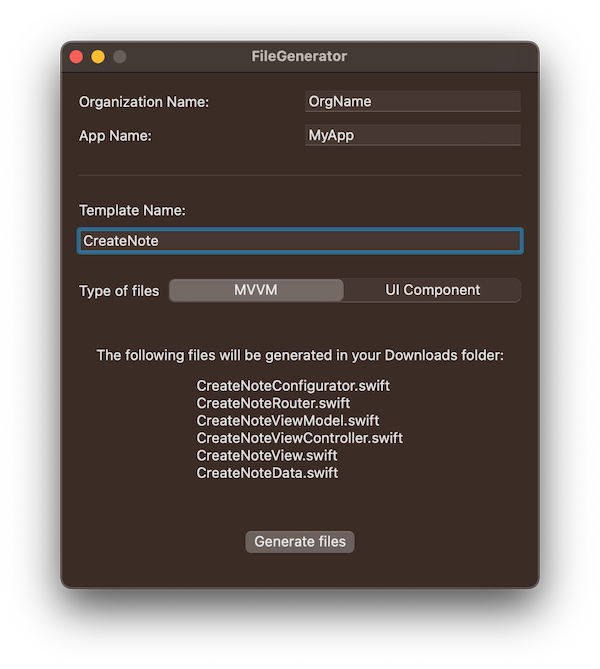 FileGenerator
Organization Name: OrgName
App Name: MyApp
Template Name:
CreateNote
Type of files MVVM UI Component
The following files will be generated in your Downloads folder:
CreateNoteConfigurator.swift
CreateNoteRouter.swift
CreateNoteViewModel.swift
CreateNoteViewController.swift
CreateNoteView.swift
CreateNoteData.swift
Generate files